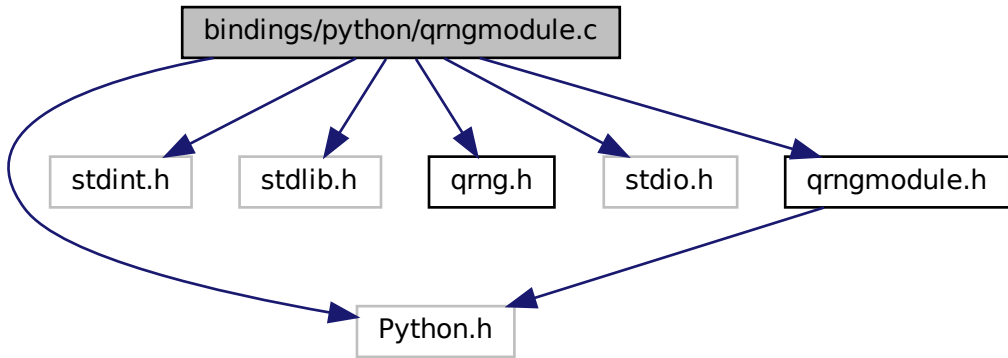 bindings/python/qrngmodule.c
stdint.h
stdlib.h
qrng.h
stdio.h
qrngmodule.h
Python.h